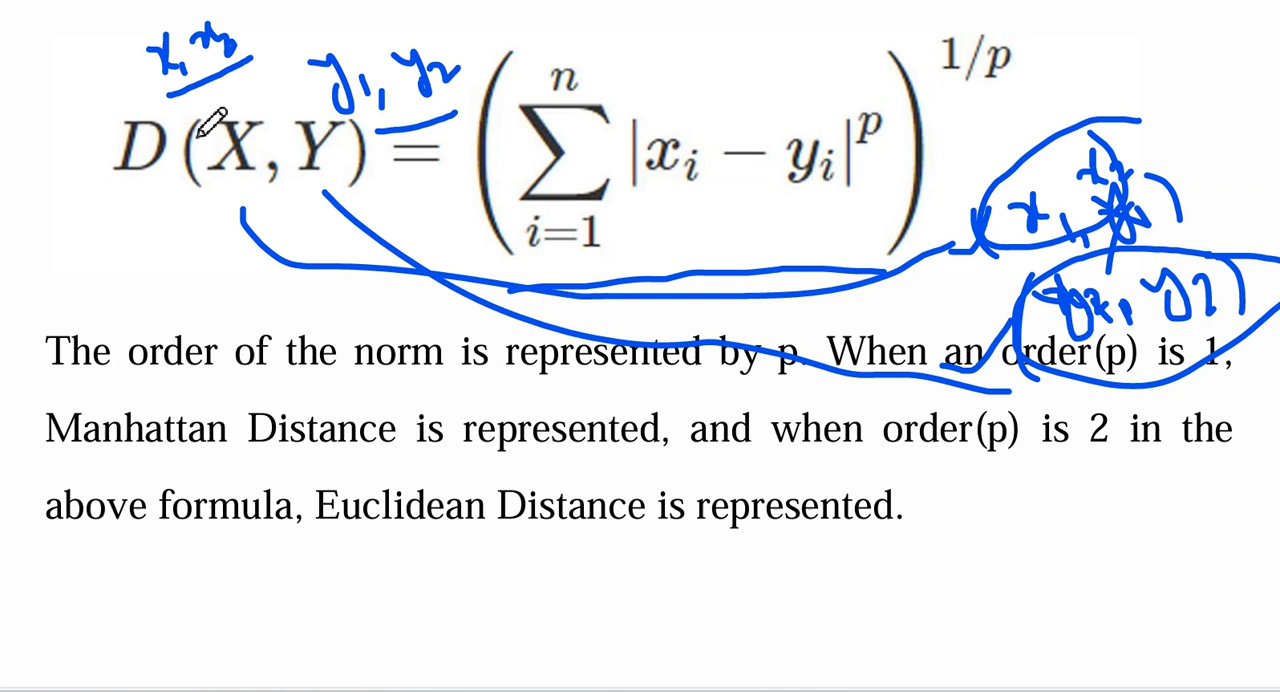 x₁ x₂
y₁, y₂
D(X, Y) = (∑ⁿᵢ₌₁ |xᵢ − yᵢ|ᵖ)^1/p
x₁, x₂
y₂)
The order of the norm is represented by p. When an order(p) is 1,
Manhattan Distance is represented, and when order(p) is 2 in the
above formula, Euclidean Distance is represented.